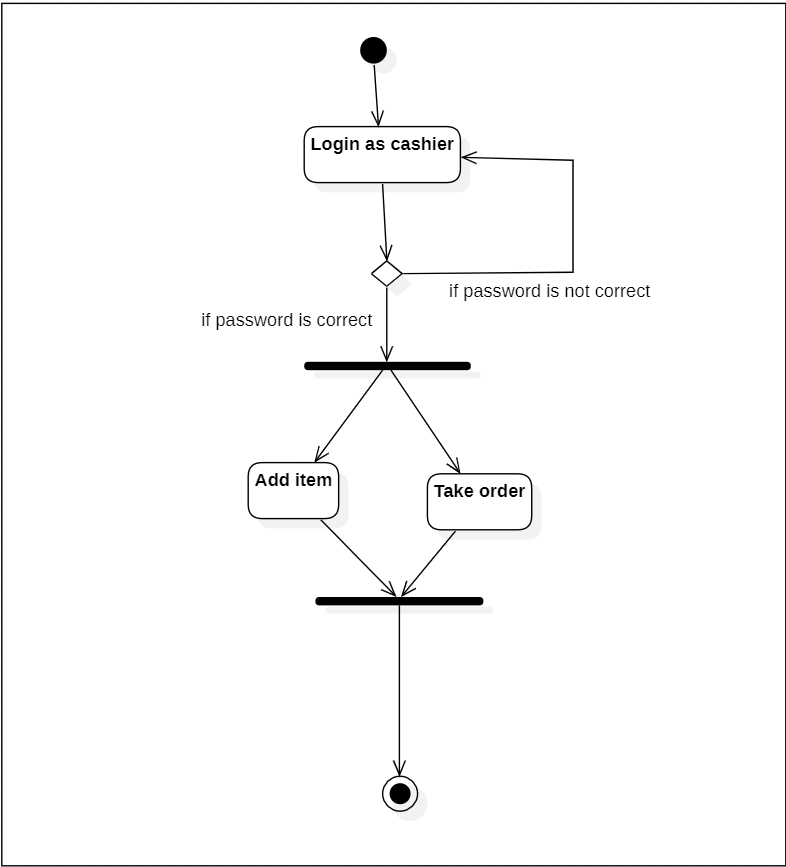 Login as cashier
if password is not correct
if password is correct
Add item
Take order